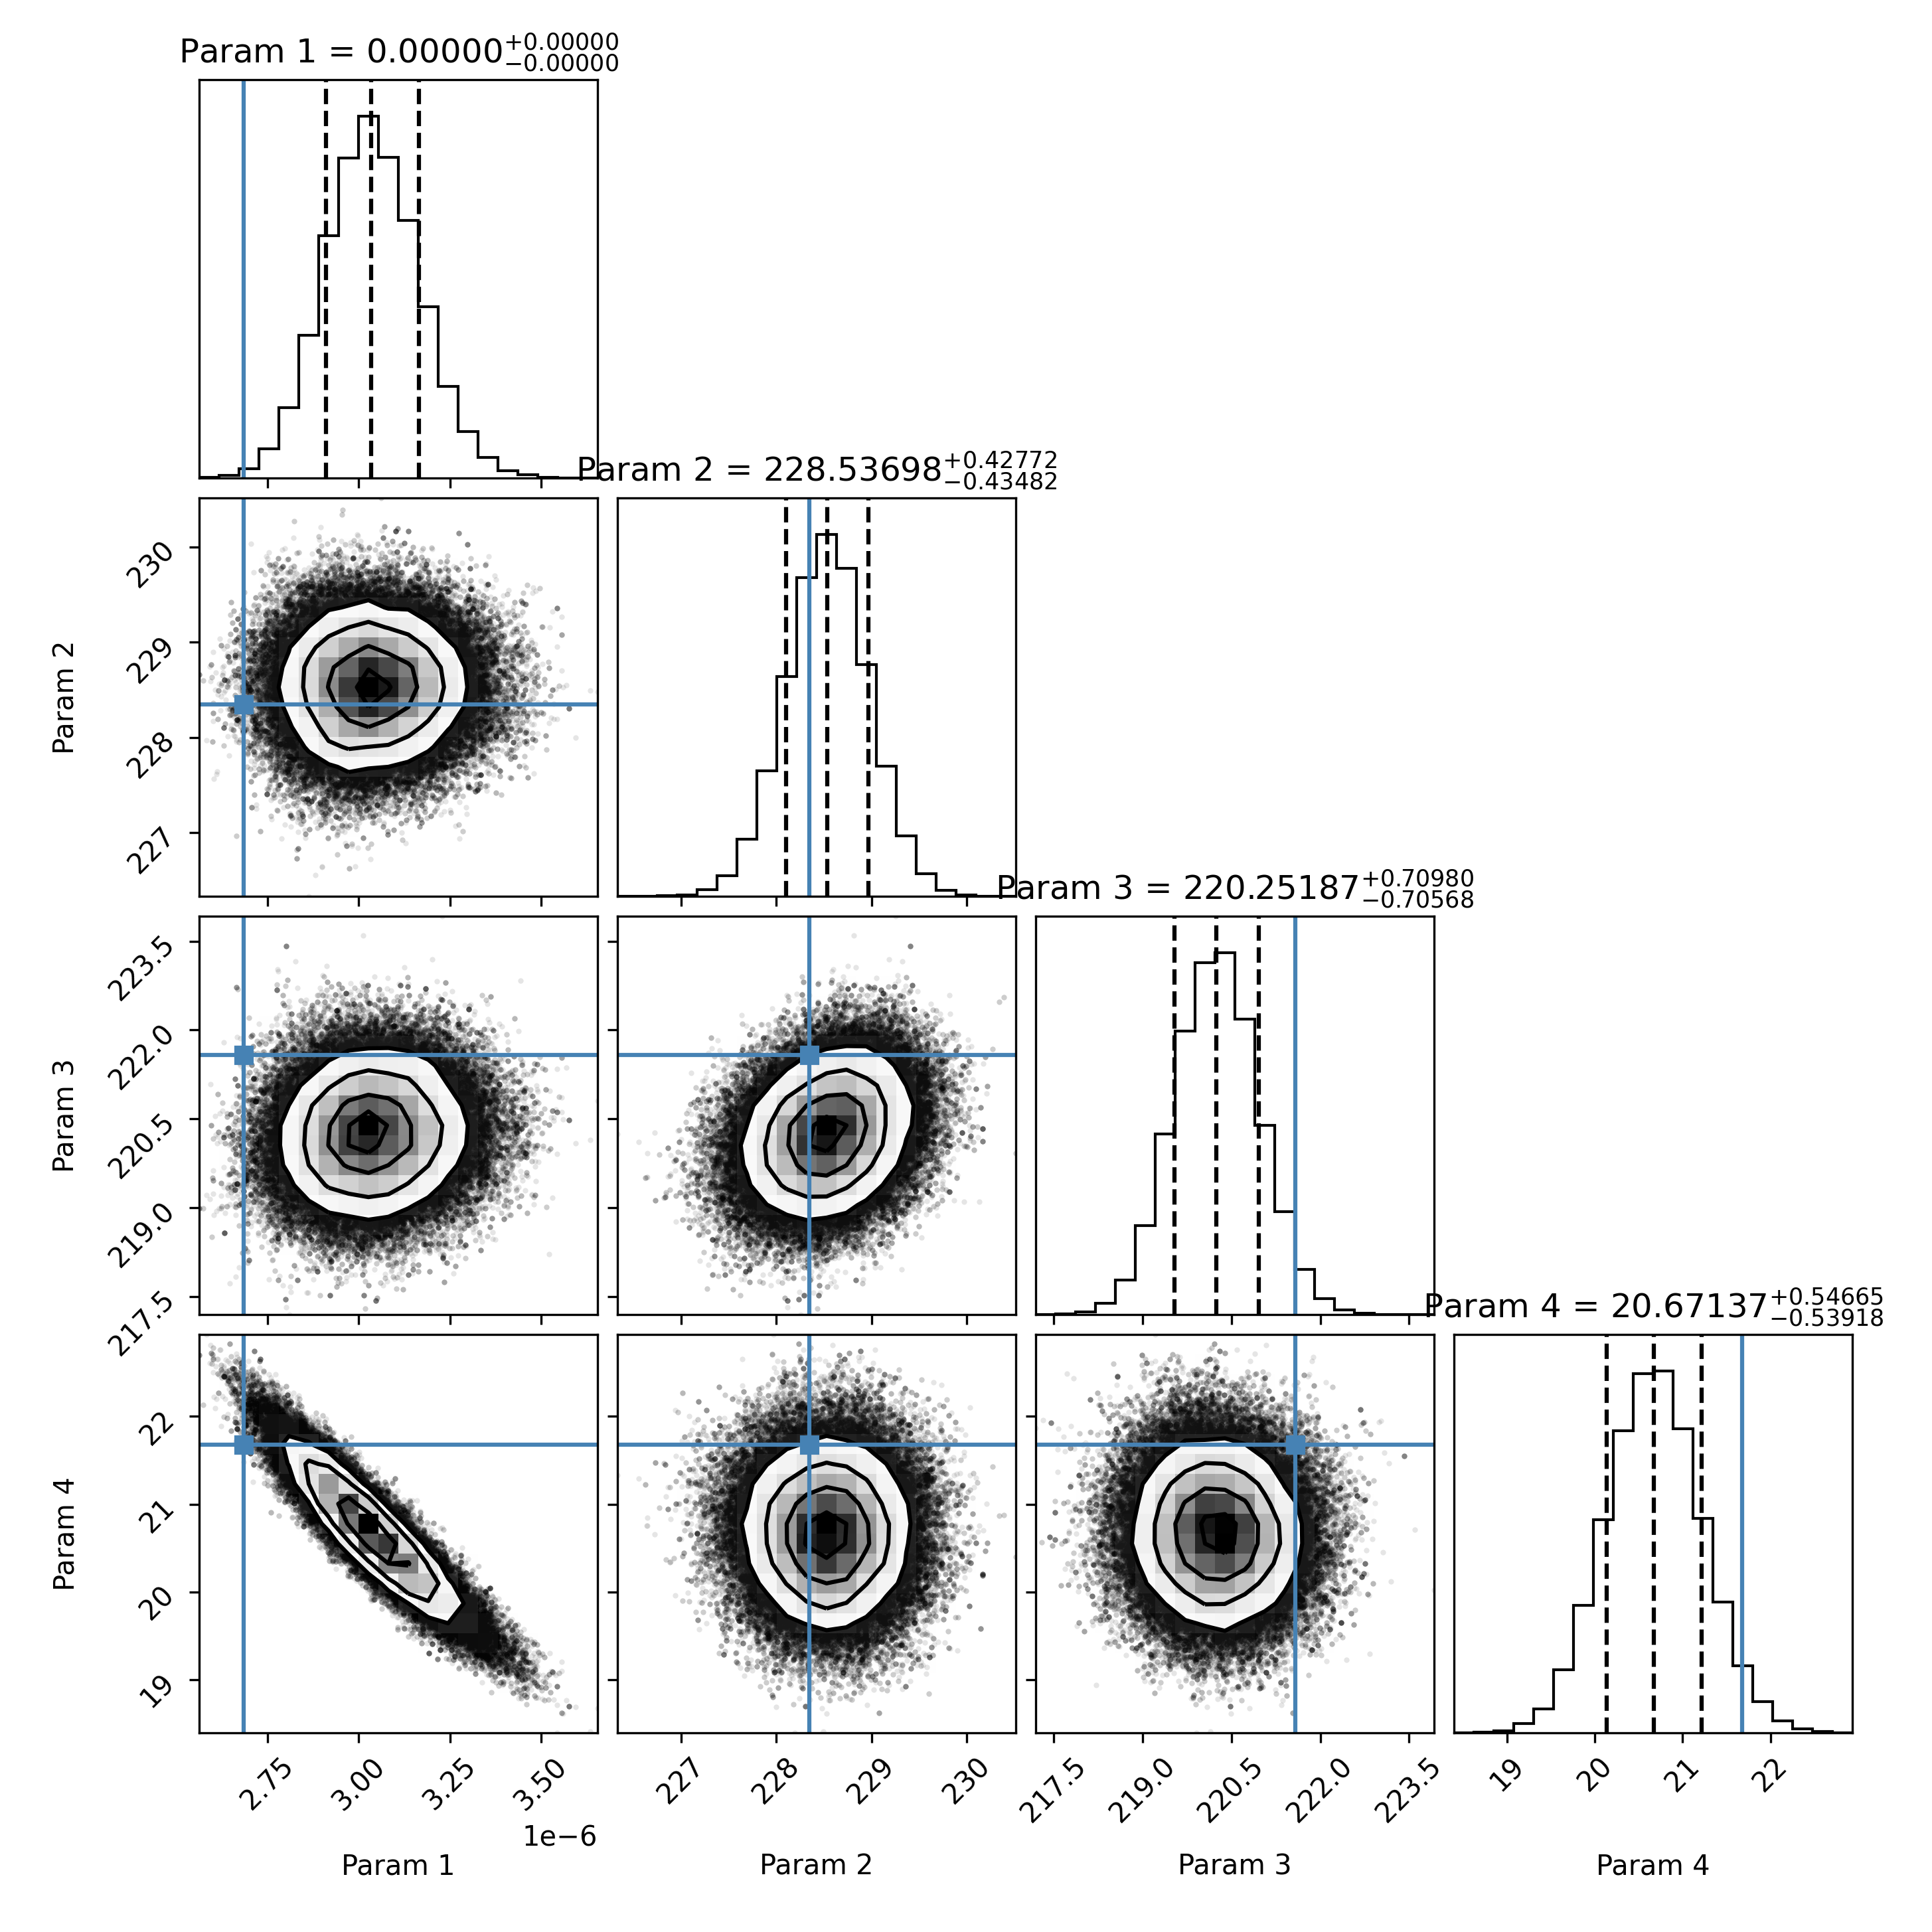 Param 1 = 0.00000+0.00000−0.00000
Param 2 = 228.53698+0.42772−0.43482
230
229
228
227
Param 2
Param 3 = 220.25187+0.70980−0.70568
223.5
222.0
220.5
219.0
217.5
Param 3
Param 4 = 20.67137+0.54665−0.53918
22
21
20
19
Param 4
2.75 3.00 3.25 3.50
1e−6
Param 1
227 228 229 230
Param 2
217.5 219.0 220.5 222.0 223.5
Param 3
19 20 21 22
Param 4